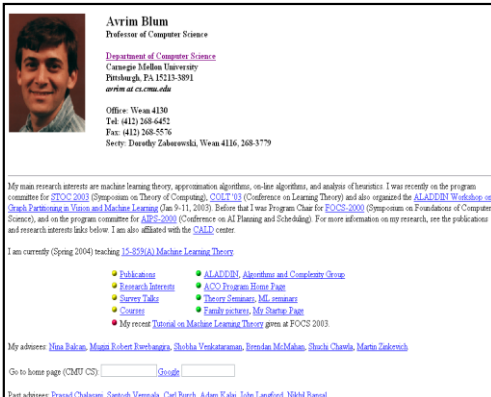 Avrim Blum
Professor of Computer Science
Department of Computer Science
Carnegie Mellon University
Pittsburgh, PA 15213-3891
avrim at cs.cmu.edu
Office: Wean 4130
Tel: (412) 268-6452
Fax: (412) 268-5576
Secty: Dorothy Zaborowski, Wean 4116, 268-3779
My main research interests are machine learning theory, approximation algorithms, on-line algorithms, and analysis of heuristics. I was recently on the program
committee for STOC 2003 (Symposium on Theory of Computing), COLT '03 (Conference on Learning Theory) and also organized the ALADDIN Workshop on
Graph Partitioning in Vision and Machine Learning (Jan 9-11, 2003). Before that I was Program Chair for FOCS-2000 (Symposium on Foundations of Computer
Science), and on the program committee for AIPS-2000 (Conference on AI Planning and Scheduling). For more information on my research, see the publications
and research interests links below. I am also affiliated with the CALD center.
I am currently (Spring 2004) teaching 15-859(A) Machine Learning Theory
Publications
Research Interests
Survey Talks
Courses
ALADDIN, Algorithms and Complexity Group
ACO Program Home Page
Theory Seminars, ML seminars
Family pictures, My Startup Page
My recent Tutorial on Machine Learning Theory given at FOCS 2003.
My advisees: Nina Balcan, Mugizi Robert Rwebangira, Shobha Venkataraman, Brendan McMahan, Shuchi Chawla, Martin Zinkevich.
Go to home page (CMU CS): Google
Past advisees: Prasad Chalasani, Santosh Vempala, Carl Burch, Adam Kalai, John Langford, Nikhil Bansal